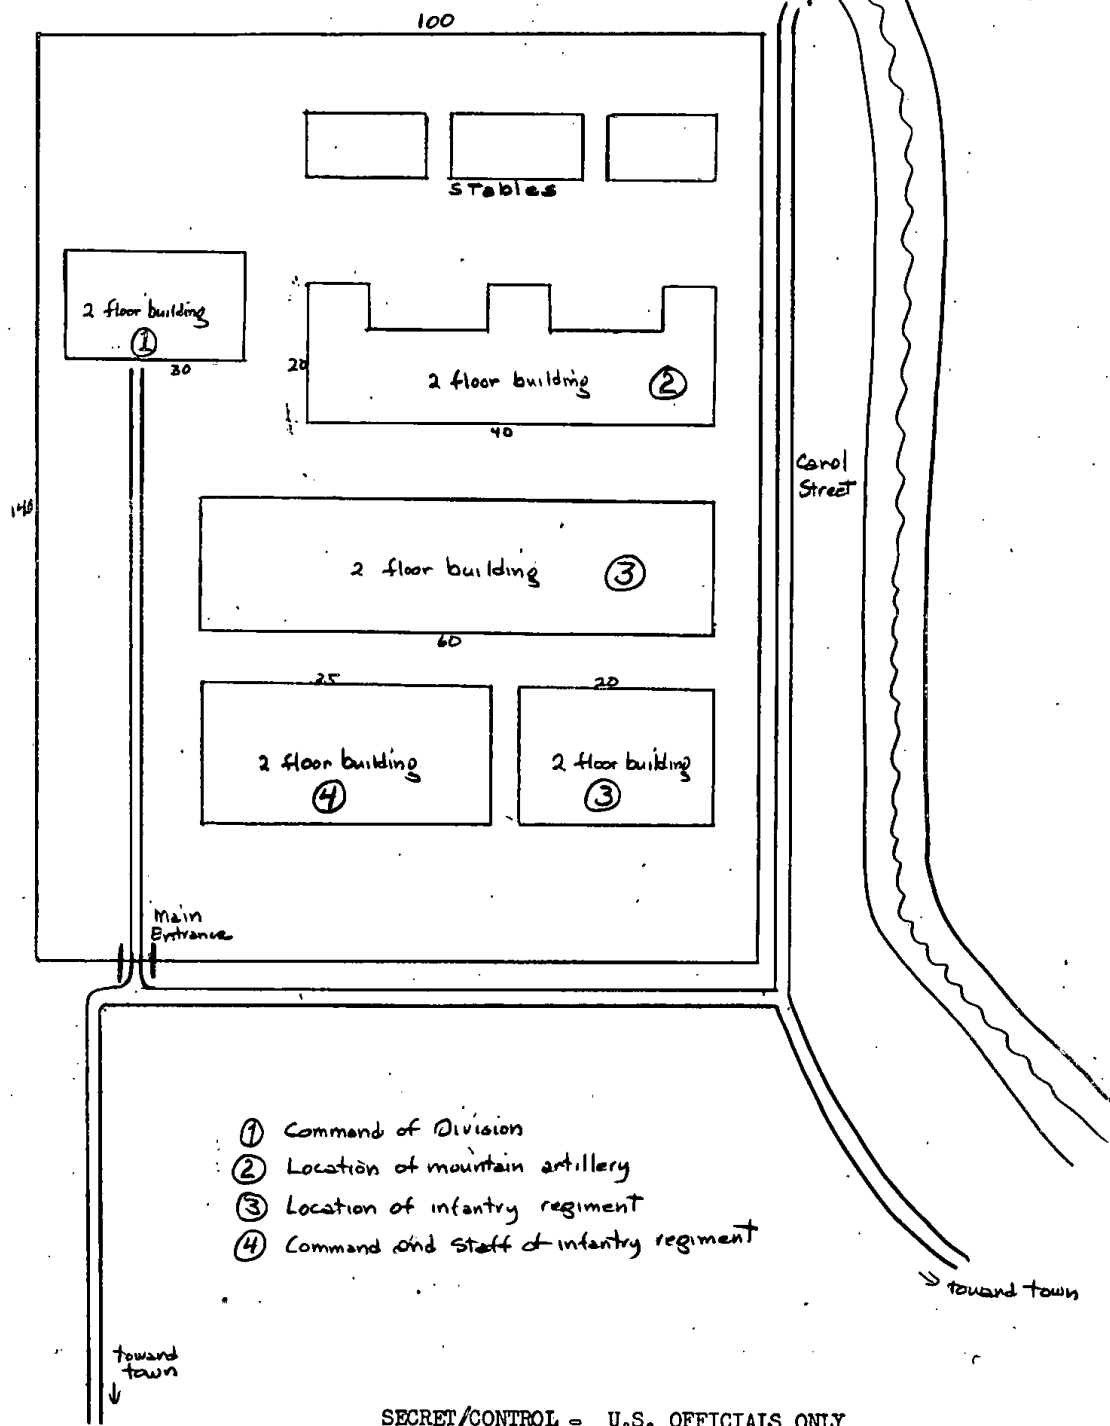 100
STables
2 floor building
1
30
20
2 floor building
2
40
Carol
Street
140
2 floor building
3
60
25
20
2 floor building
4
2 floor building
3
Main
Entrance
1 Command of Division
2 Location of mountain artillery
3 Location of infantry regiment
4 Command and Staff of infantry regiment
toward town
toward
town
SECRET/CONTROL - U.S. OFFICIALS ONLY